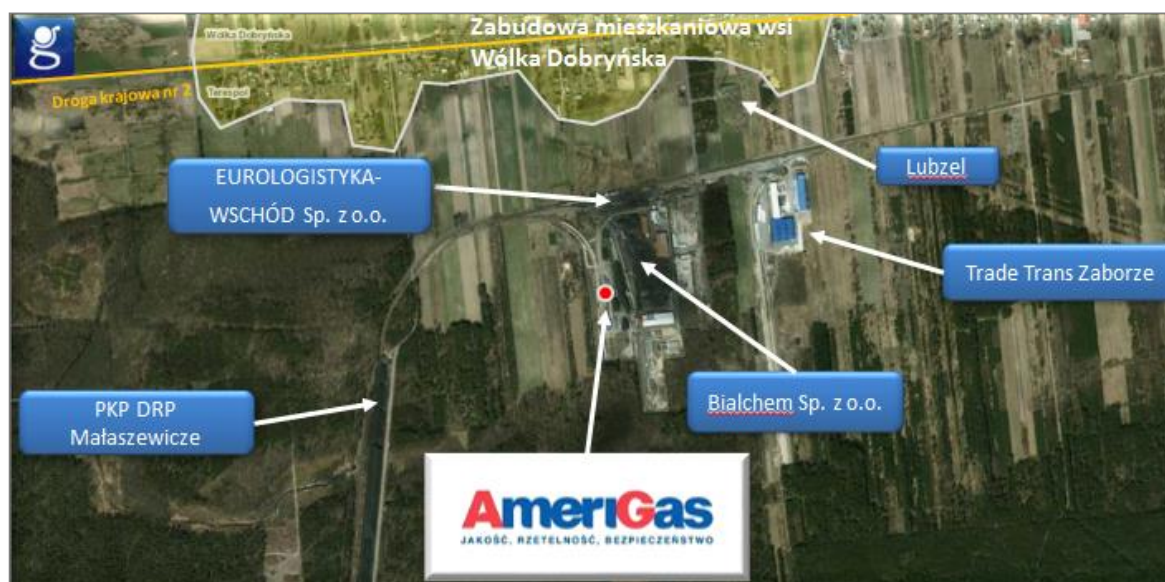 g
Wólka Dobryńska
Zabudowa mieszkaniowa wsi
Wólka Dobryńska
Droga krajowa nr 2
Terespol
EUROLOGISTYKA-
WSCHÓD Sp. z o.o.
Lubzel
Trade Trans Zaborze
Bialchem Sp. z o.o.
PKP DRP
Małaszewicze
AmeriGas
JAKOŚĆ, RZETELNOŚĆ, BEZPIECZEŃSTWO